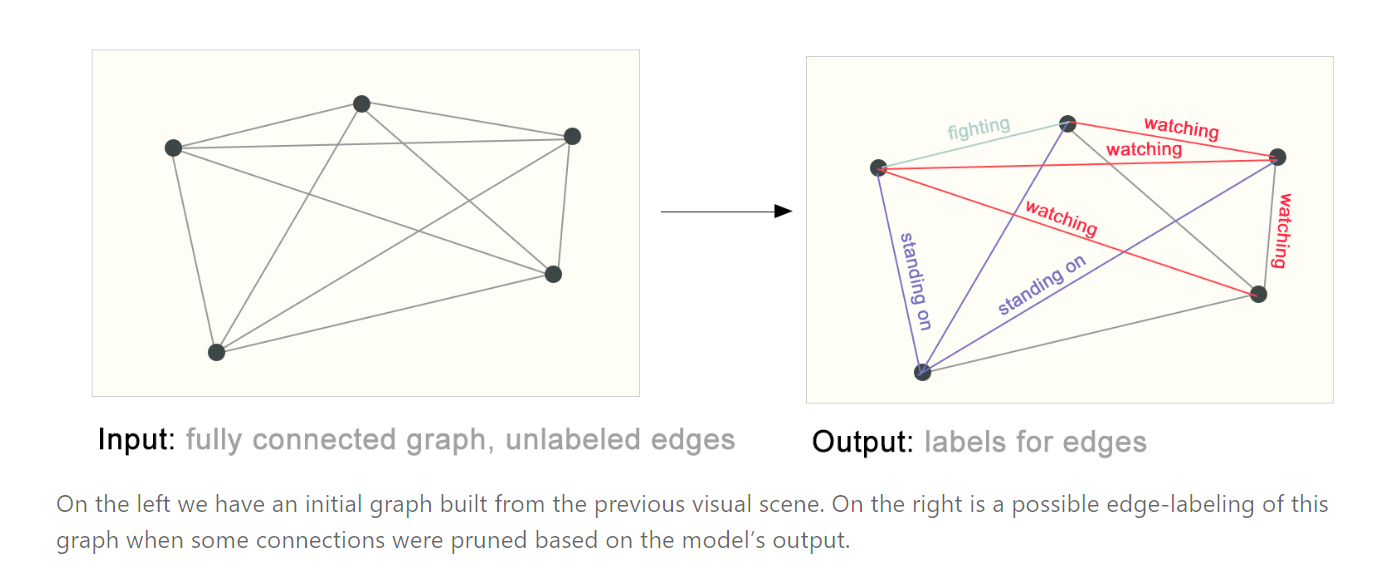 fighting
watching
watching
watching
watching
standing on
standing on
Input: fully connected graph, unlabeled edges
Output: labels for edges
On the left we have an initial graph built from the previous visual scene. On the right is a possible edge-labeling of this
graph when some connections were pruned based on the model’s output.